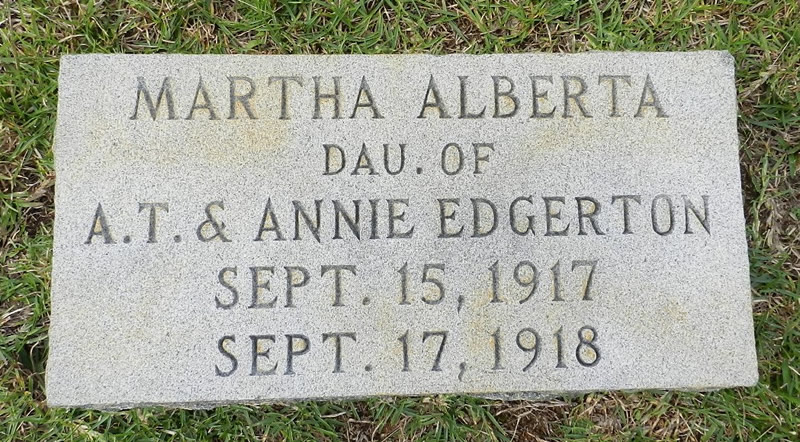 MARTHA ALBERTA
DAU. OF
A.T. & ANNIE EDGERTON
SEPT. 15, 1917
SEPT. 17, 1918